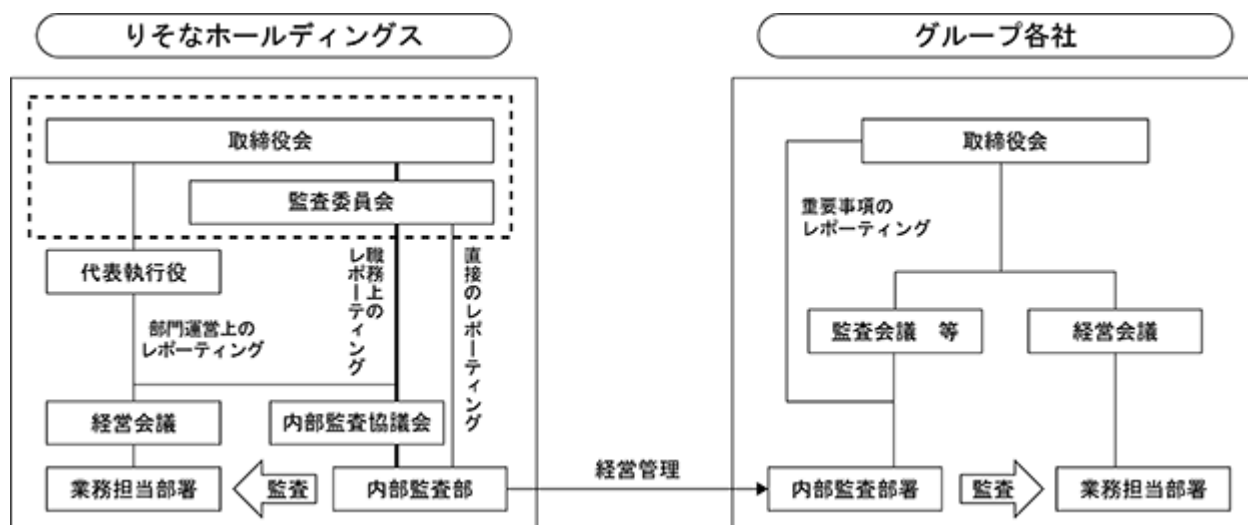 りそなホールディングス
取締役会
監査委員会
代表執行役
部門運営上の
レポーティング
職務上の
レポーティング
直接のレポーティング
経営会議
内部監査協議会
業務担当部署
監査
内部監査部
経営管理
グループ各社
取締役会
重要事項の
レポーティング
監査会議 等
経営会議
内部監査部署
監査
業務担当部署